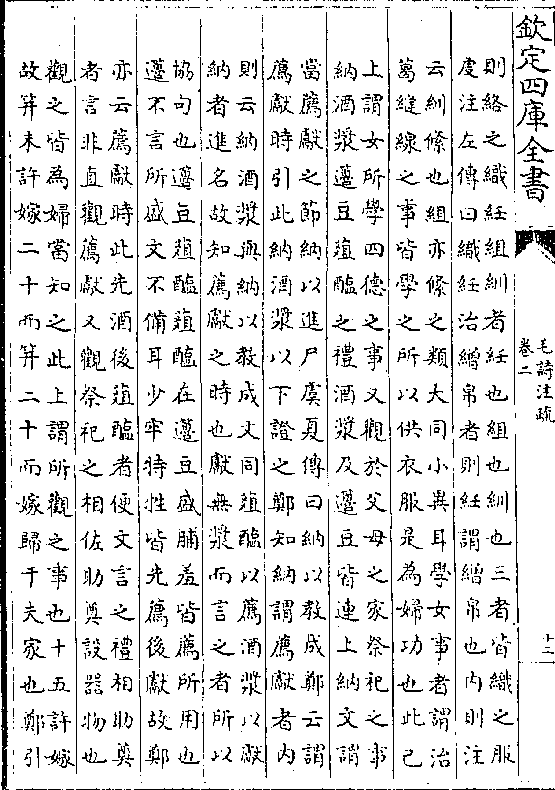 欽定四庫全書
毛詩注疏
卷二
十二
則絡之織紝組紃者紝也組也紃也三者皆織之服
虔注左傳曰織紝治繒帛者則紝謂繒帛也内則注
云紃絛也組亦絛之類大同小異耳學女事者謂治
葛縫線之事皆學之所以供衣服是為婦功也此已
上謂女所學四德之事又觀於父母之家祭祀之事
納酒漿籩豆葅醢之禮酒漿及籩豆皆連上納文謂
當薦獻之節納以進尸虞夏傳曰納以敎成鄭云謂
薦獻時引此納酒漿以下證之鄭知納謂薦獻者内
則云納酒漿與納以敎成文同葅醢以薦酒漿以獻
納者進名故知薦獻之時也獻無漿而言之者所以
協句也籩豆葅醢葅醢在籩豆盛脯羞皆薦所用也
籩不言所盛文不備耳少牢特牲皆先薦後獻故鄭
亦云薦獻時此先酒後葅醢者便文言之禮相助奠
者言非直觀薦獻又觀祭祀之相佐助奠設器物也
觀之皆為婦當知之此上謂所觀之事也十五許嫁
故笄未許嫁二十而笄二十而嫁歸于夫家也鄭引